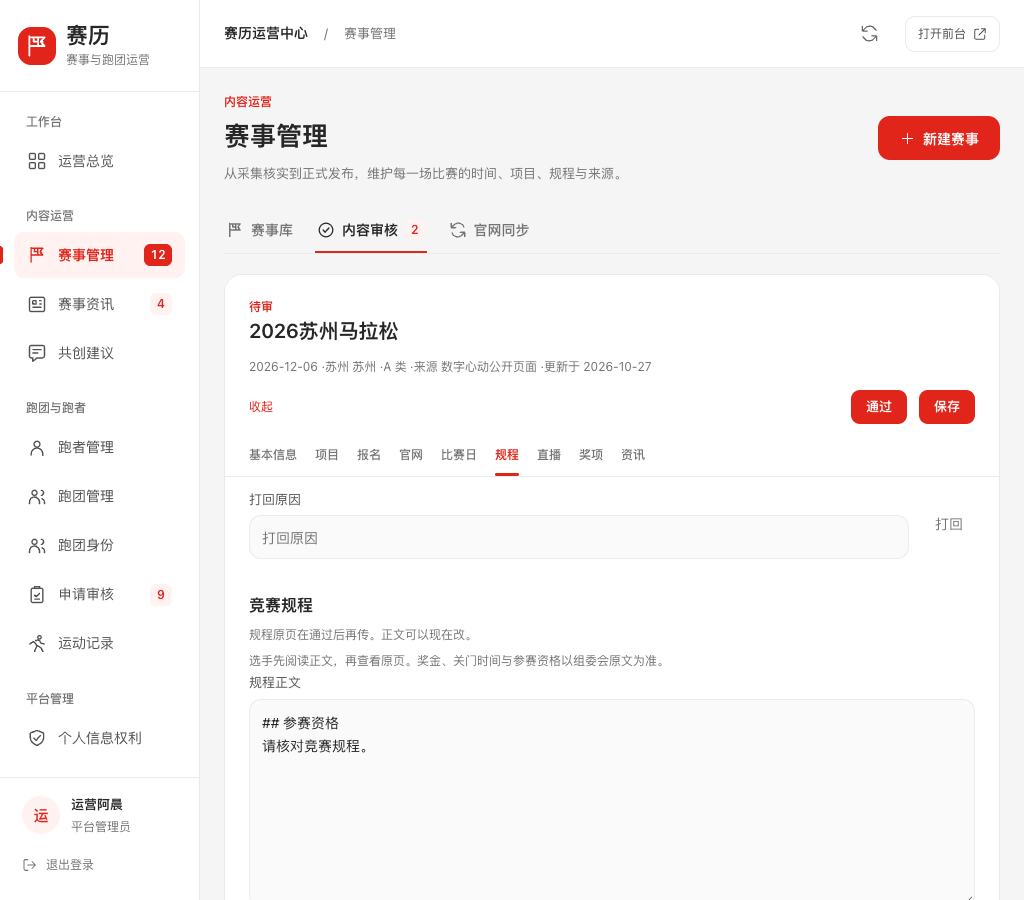 赛历
赛事与跑团运营
工作台
运营总览
内容运营
赛事管理 12
赛事资讯 4
共创建议
跑团与跑者
跑者管理
跑团管理
跑团身份
申请审核 9
运动记录
平台管理
个人信息权利
运
运营阿晨
平台管理员
退出登录
赛历运营中心 / 赛事管理
打开前台
内容运营
赛事管理
从采集核实到正式发布，维护每一场比赛的时间、项目、规程与来源。
新建赛事
赛事库 内容审核 2 官网同步
待审
2026苏州马拉松
2026-12-06 ·苏州 苏州 ·A 类 ·来源 数字心动公开页面 ·更新于 2026-10-27
收起 通过 保存
基本信息 项目 报名 官网 比赛日 规程 直播 奖项 资讯
打回原因
打回原因 打回
竞赛规程
规程原页在通过后再传。正文可以现在改。
选手先阅读正文，再查看原页。奖金、关门时间与参赛资格以组委会原文为准。
规程正文
## 参赛资格
请核对竞赛规程。